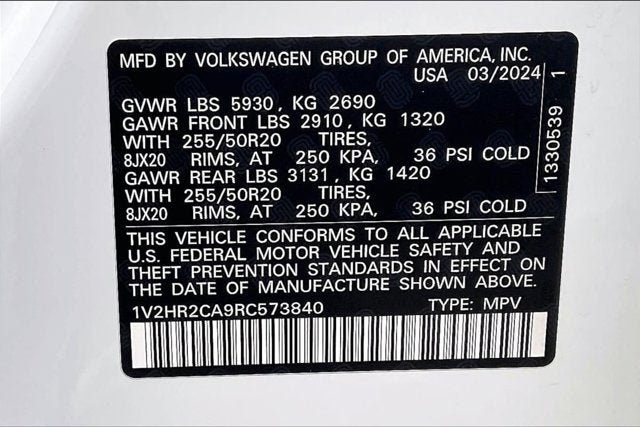 MFD BY VOLKSWAGEN GROUP OF AMERICA, INC.
USA 03/2024
GVWR LBS 5930, KG 2690
GAWR FRONT LBS 2910, KG 1320
WITH 255/50R20 TIRES,
8JX20 RIMS, AT 250 KPA, 36 PSI COLD
GAWR REAR LBS 3131, KG 1420
WITH 255/50R20 TIRES,
8JX20 RIMS, AT 250 KPA, 36 PSI COLD
THIS VEHICLE CONFORMS TO ALL APPLICABLE
U.S. FEDERAL MOTOR VEHICLE SAFETY AND
THEFT PREVENTION STANDARDS IN EFFECT ON
THE DATE OF MANUFACTURE SHOWN ABOVE.
1V2HR2CA9RC573840 TYPE: MPV
1330539 1